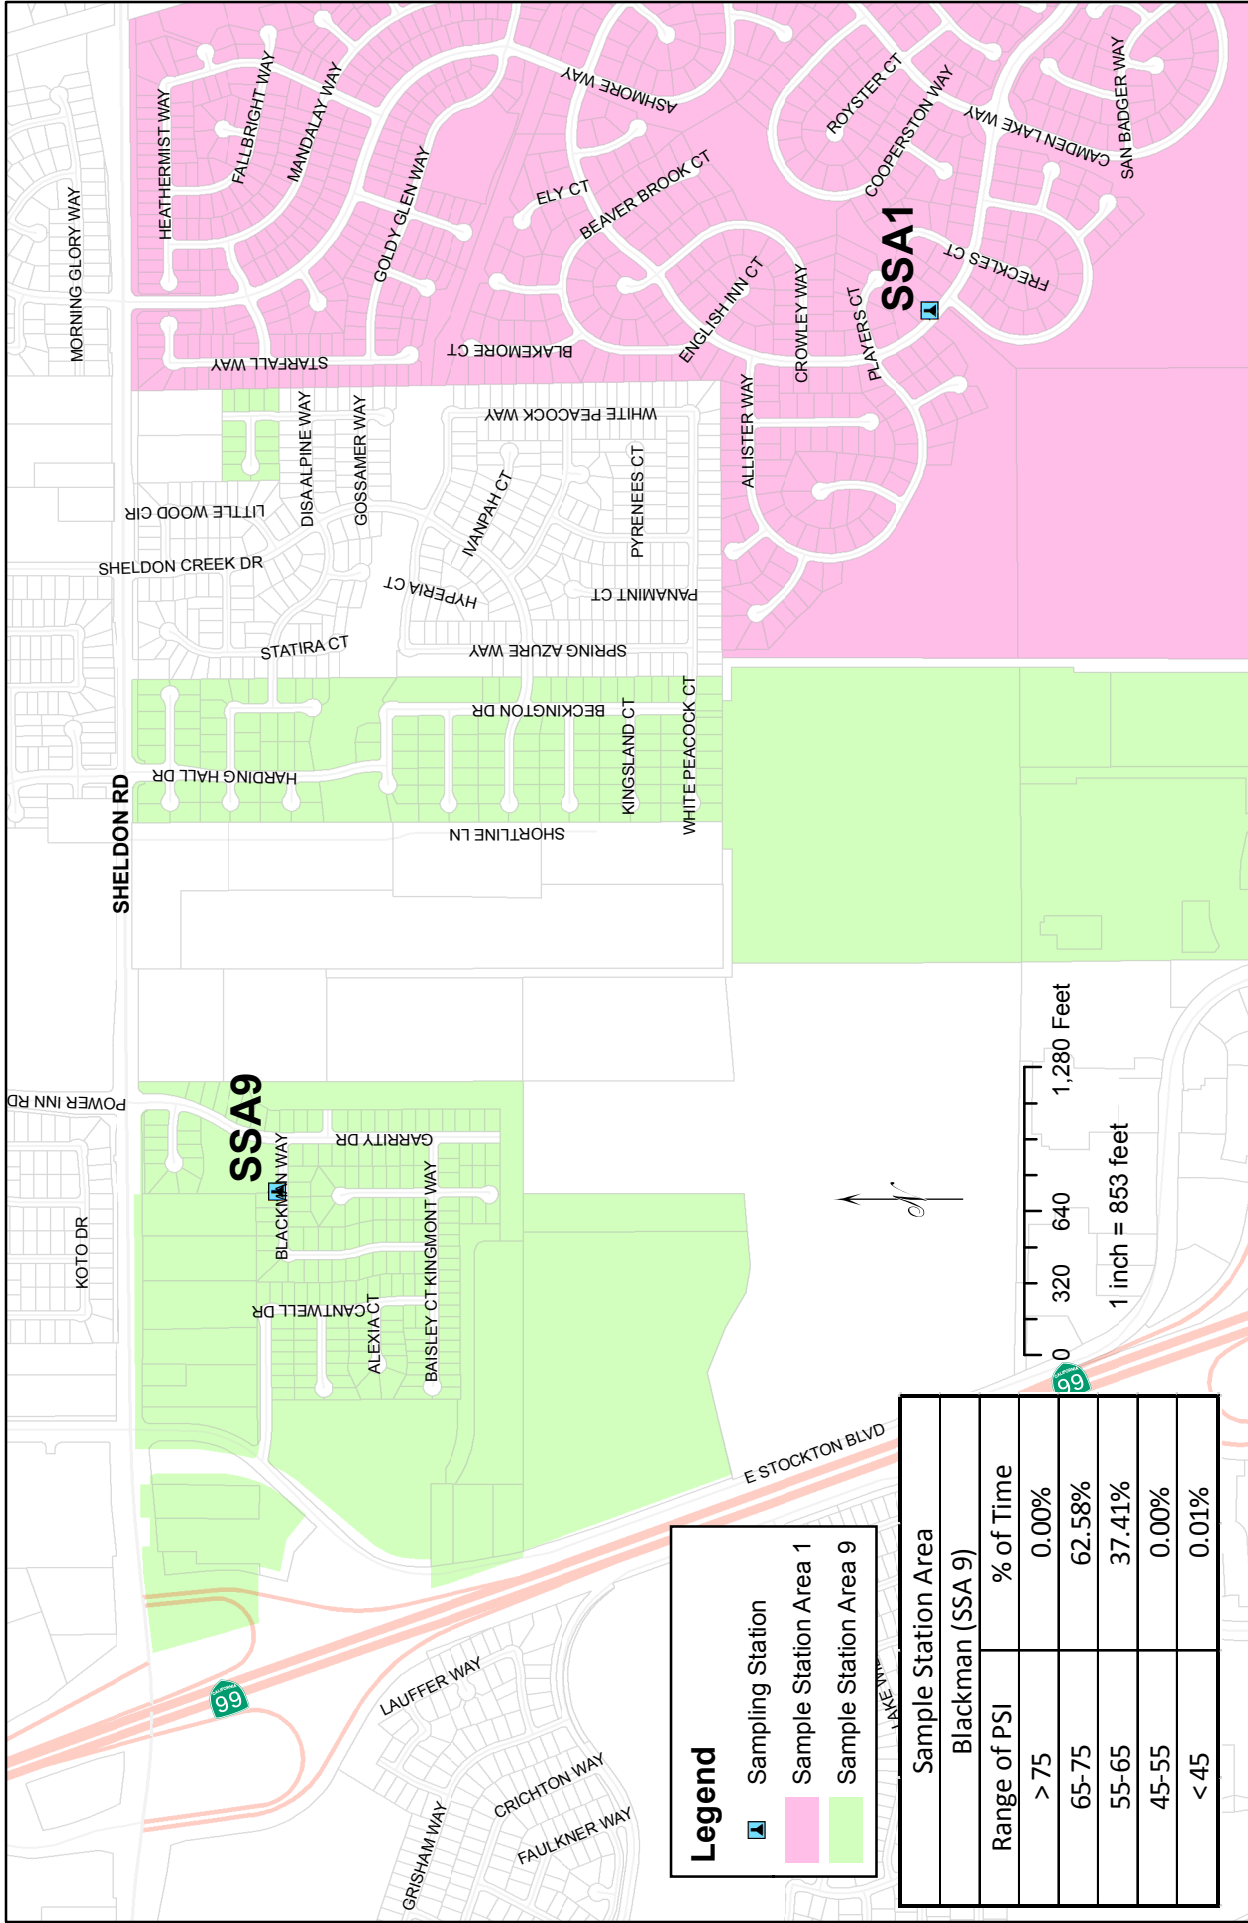 MORNING GLORY WAY
HEATHERMIST WAY
FALLBRIGHT WAY
MANDALAY WAY
GOLDY GLEN WAY
ASHMORE WAY
STARFALL WAY
ELY CT
BEAVER BROOK CT
BLAKEMORE CT
ENGLISH INN CT
CROWLEY WAY
PLAYERS CT
ALLISTER WAY
ROYSTER CT
COOPERSTON WAY
CAMDEN LAKE WAY
SAN BADGER WAY
FRECKLES CT
SSA1
SHELDON RD
SHELDON CREEK DR
LITTLE WOOD CIR
DISA ALPINE WAY
GOSSAMER WAY
STATIRA CT
WHITE PEACOCK WAY
IVANPAH CT
HYPERIA CT
PYRENEES CT
PANAMINT CT
SPRING AZURE WAY
HARDING HALL DR
BECKINGTON DR
KINGSLAND CT
WHITE PEACOCK CT
SHORTLINE LN
POWER INN RD
KOTO DR
SSA9
BLACKMAN WAY
GARRITY DR
CANTWELL DR
ALEXIA CT
BAISLEY CT
KINGMONT WAY
E STOCKTON BLVD
CALIFORNIA
99
CALIFORNIA
99
LAUFFER WAY
GRISHAM WAY
CRICHTON WAY
FAULKNER WAY
N
0 320 640 1,280 Feet
1 inch = 853 feet
Legend
Sampling Station
Sample Station Area 1
Sample Station Area 9
Sample Station Area
Blackman (SSA 9)
Range of PSI % of Time
> 75 0.00%
65-75 62.58%
55-65 37.41%
45-55 0.00%
< 45 0.01%